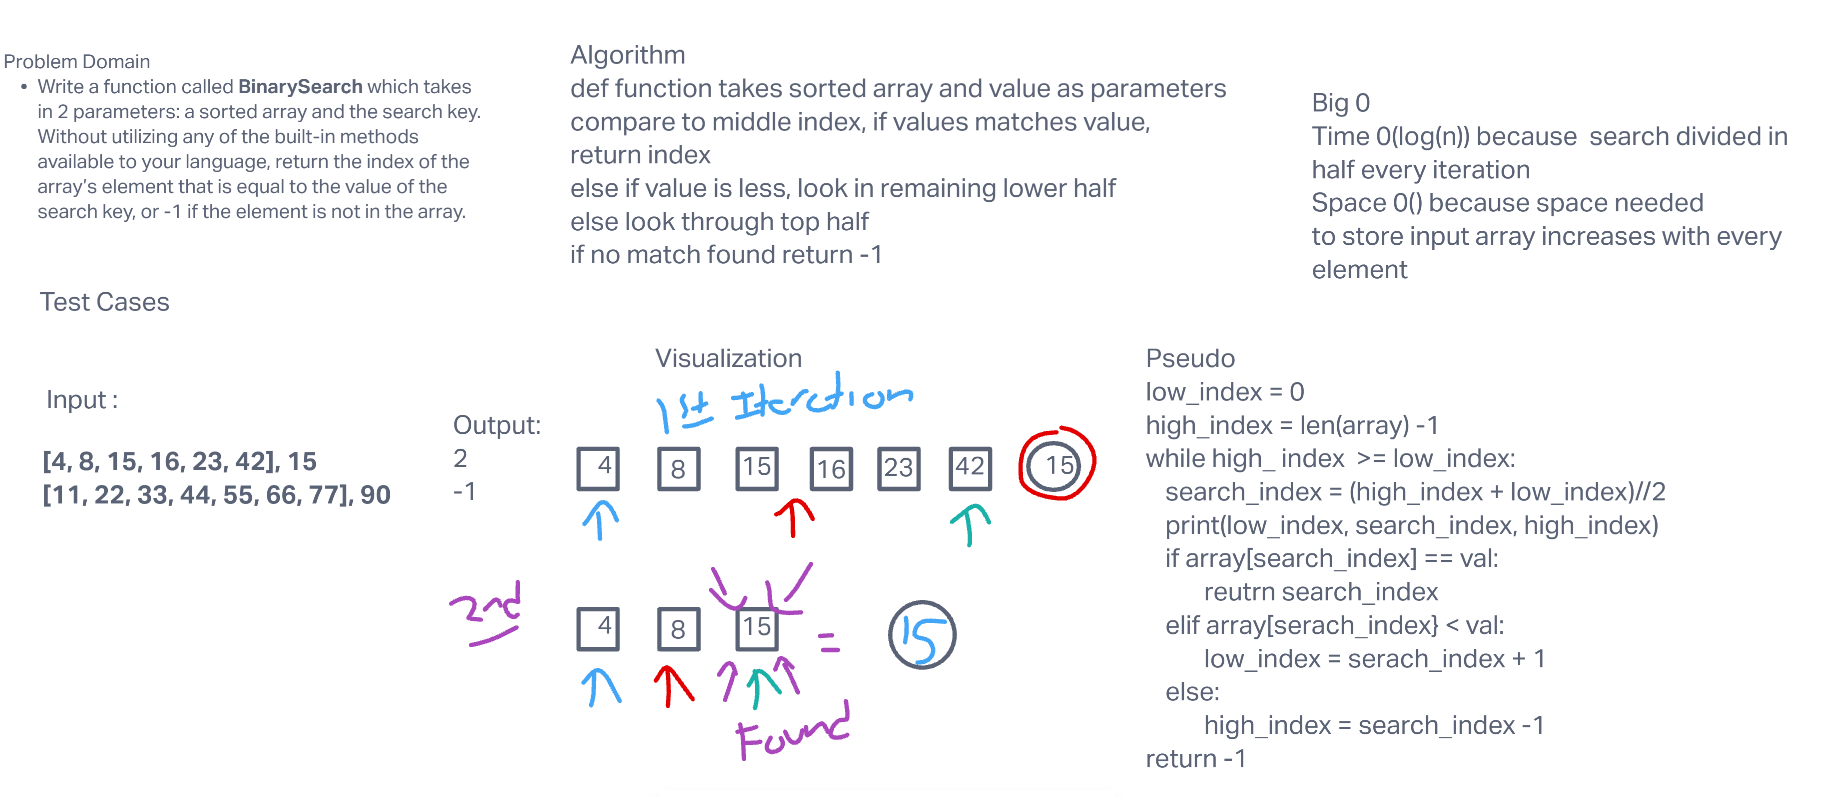 Problem Domain
• Write a function called BinarySearch which takes
in 2 parameters: a sorted array and the search key.
Without utilizing any of the built-in methods
available to your language, return the index of the
array's element that is equal to the value of the
search key, or -1 if the element is not in the array.
Algorithm
def function takes sorted array and value as parameters
compare to middle index, if values matches value,
return index
else if value is less, look in remaining lower half
else look through top half
if no match found return -1
Big 0
Time 0(log(n)) because  search divided in
half every iteration
Space 0() because space needed
to store input array increases with every
element
Test Cases
Input :
[4, 8, 15, 16, 23, 42], 15
[11, 22, 33, 44, 55, 66, 77], 90
Output:
2
-1
Visualization
1st Iterction
4 8 15 16 23 42 15
2nd
4 8 15 = 15
Found
Pseudo
low_index = 0
high_index = len(array) -1
while high_ index  >= low_index:
search_index = (high_index + low_index)//2
print(low_index, search_index, high_index)
if array[search_index] == val:
reutrn search_index
elif array[serach_index} < val:
low_index = serach_index + 1
else:
high_index = search_index -1
return -1